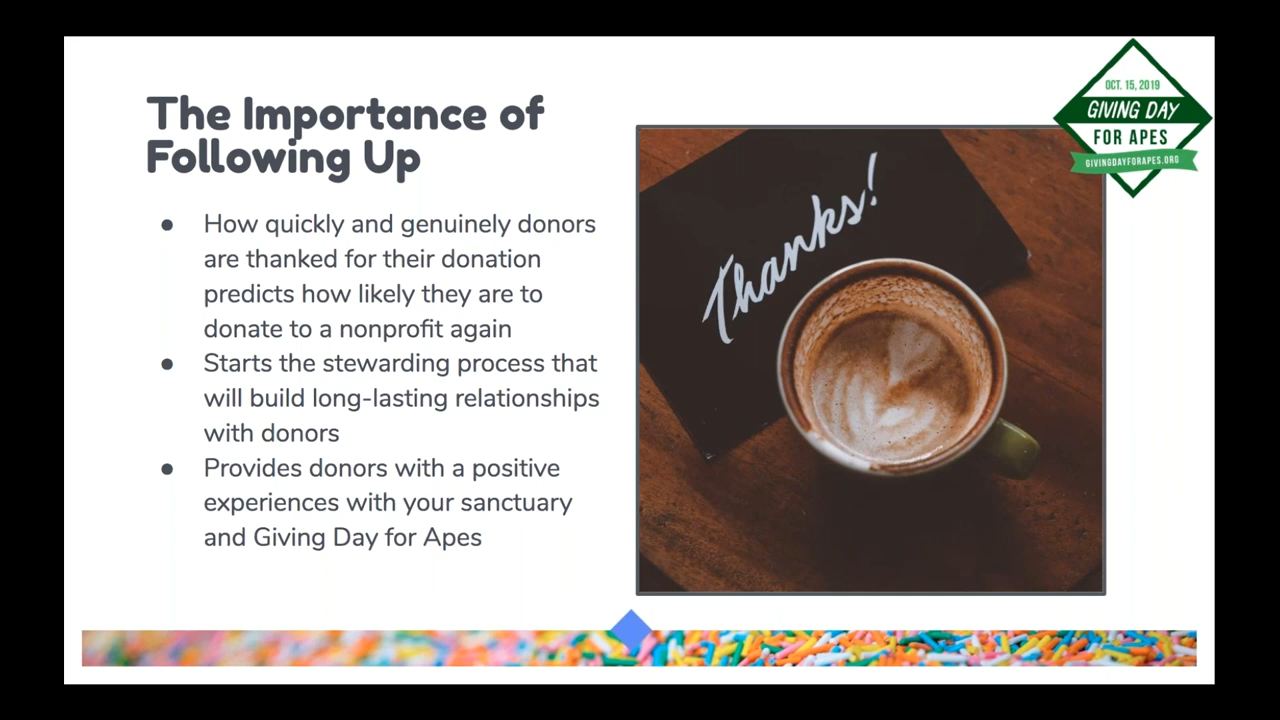 The Importance of
Following Up
● How quickly and genuinely donors
are thanked for their donation
predicts how likely they are to
donate to a nonprofit again
● Starts the stewarding process that
will build long-lasting relationships
with donors
● Provides donors with a positive
experiences with your sanctuary
and Giving Day for Apes
Thanks!
OCT. 15, 2019
GIVING DAY
FOR APES
GIVINGDAYFORAPES.ORG